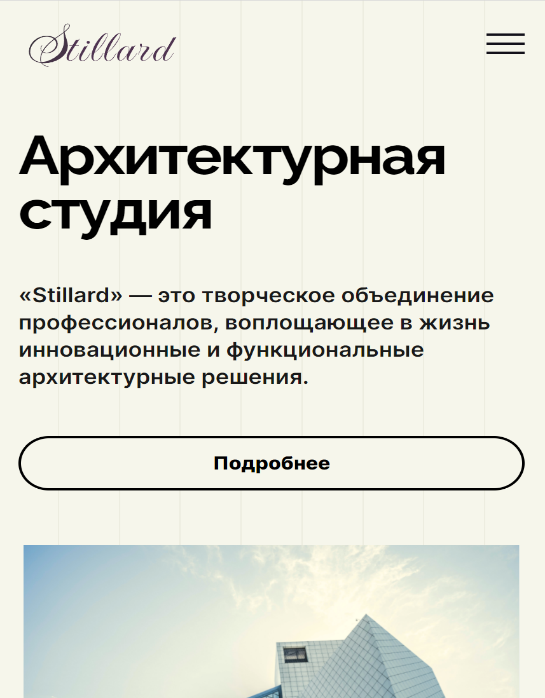 Stillard
Архитектурная
студия
«Stillard» — это творческое объединение
профессионалов, воплощающее в жизнь
инновационные и функциональные
архитектурные решения.
Подробнее